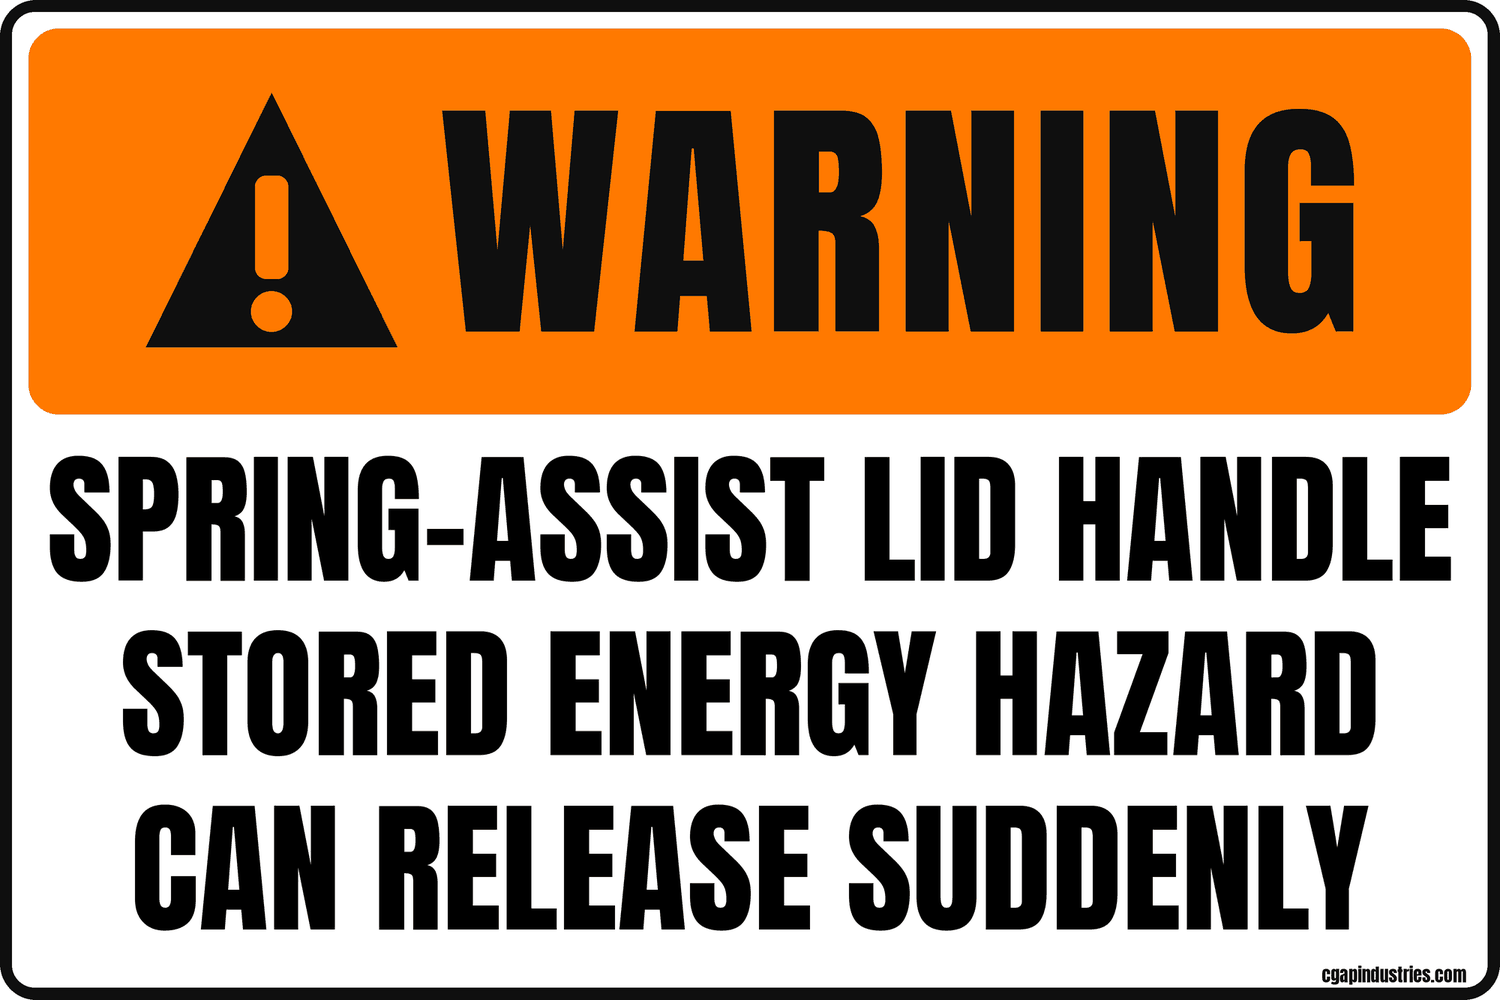 WARNING
SPRING-ASSIST LID HANDLE
STORED ENERGY HAZARD
CAN RELEASE SUDDENLY
cgapindustries.com